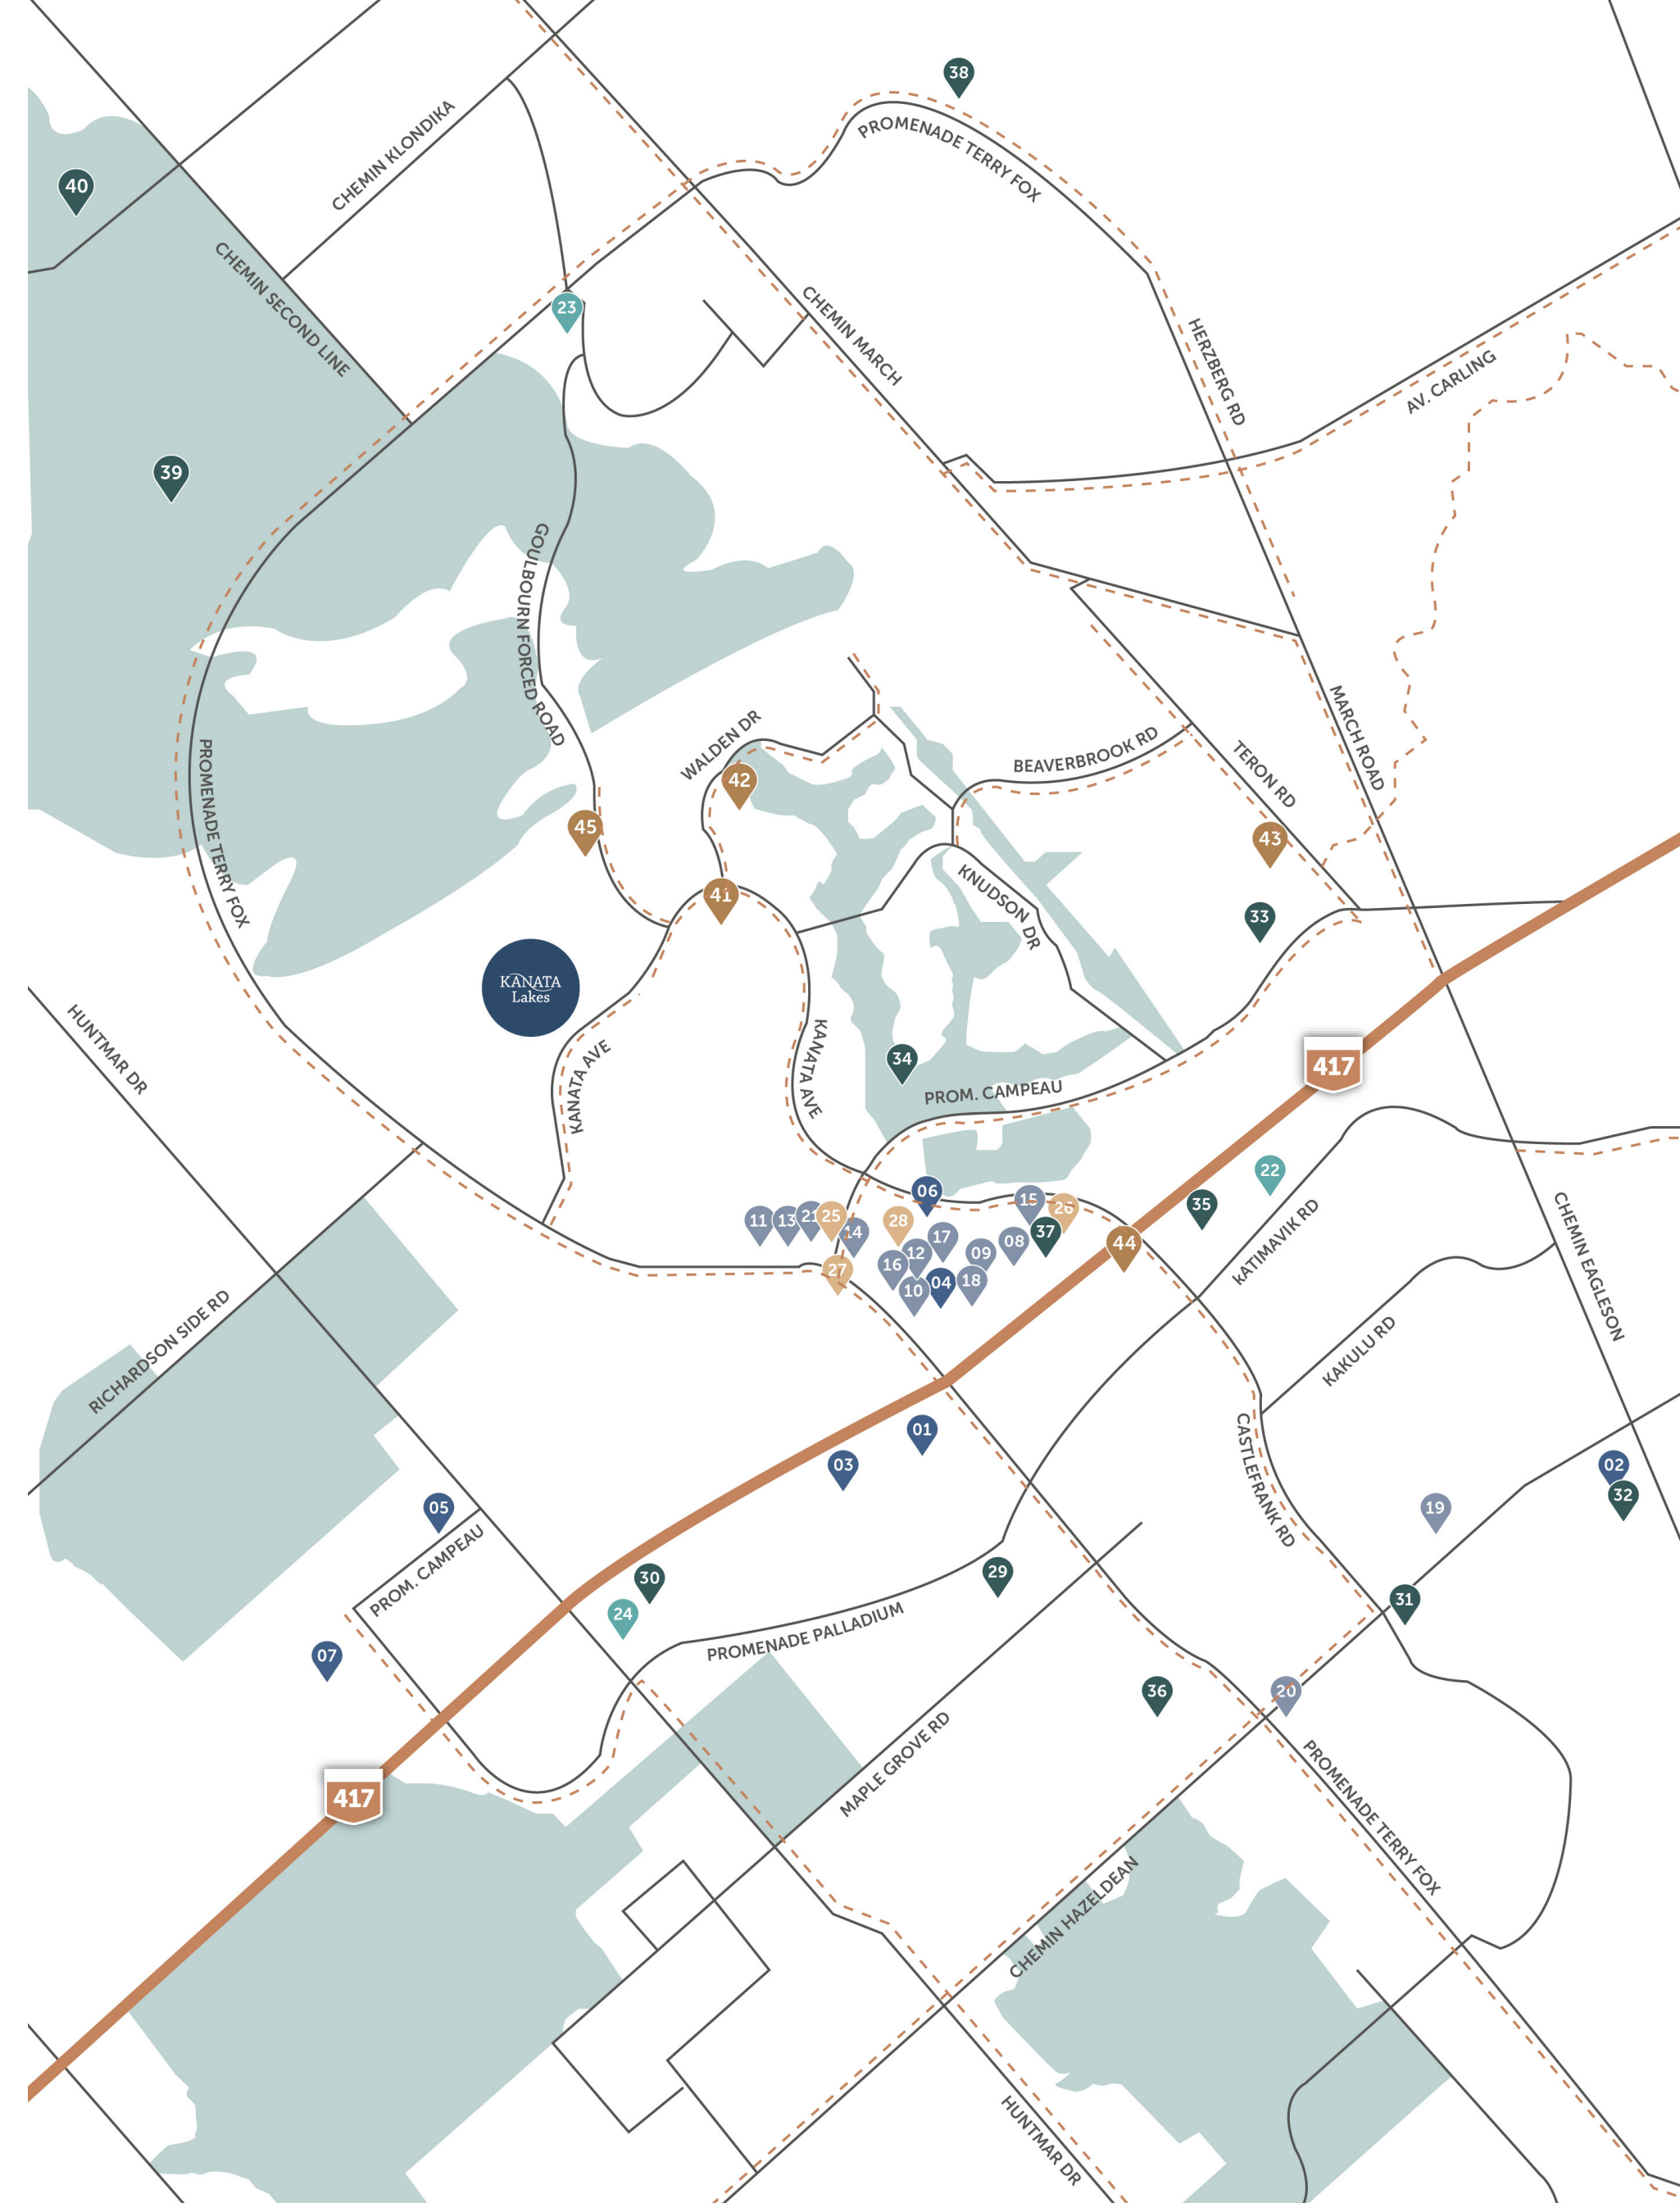 38
PROMENADE TERRY FOX
CHEMIN KLONDIKA
40
CHEMIN SECOND LINE
23
CHEMIN MARCH
HERZBERG RD
AV. CARLING
39
GOULBOURN FORCED ROAD
PROMENADE TERRY FOX
WALDEN DR
42
BEAVERBROOK RD
TERON RD
MARCH ROAD
45
43
41
KNUDSON DR
33
KANATA
Lakes
HUNTMAR DR
KANATA AVE
KANATA AVE
34
PROM. CAMPEAU
417
22
35
KATIMAVIK RD
CHEMIN EAGLESON
06
15
26
11
13
21
25
14
28
17
08
37
44
12
09
16
27
10
04
18
RICHARDSON SIDE RD
KAKULU RD
01
03
CASTLEFRANK RD
02
32
19
05
PROM. CAMPEAU
30
29
24
31
PROMENADE PALLADIUM
07
36
20
MAPLE GROVE RD
417
PROMENADE TERRY FOX
CHEMIN HAZELDEAN
HUNTMAR DR